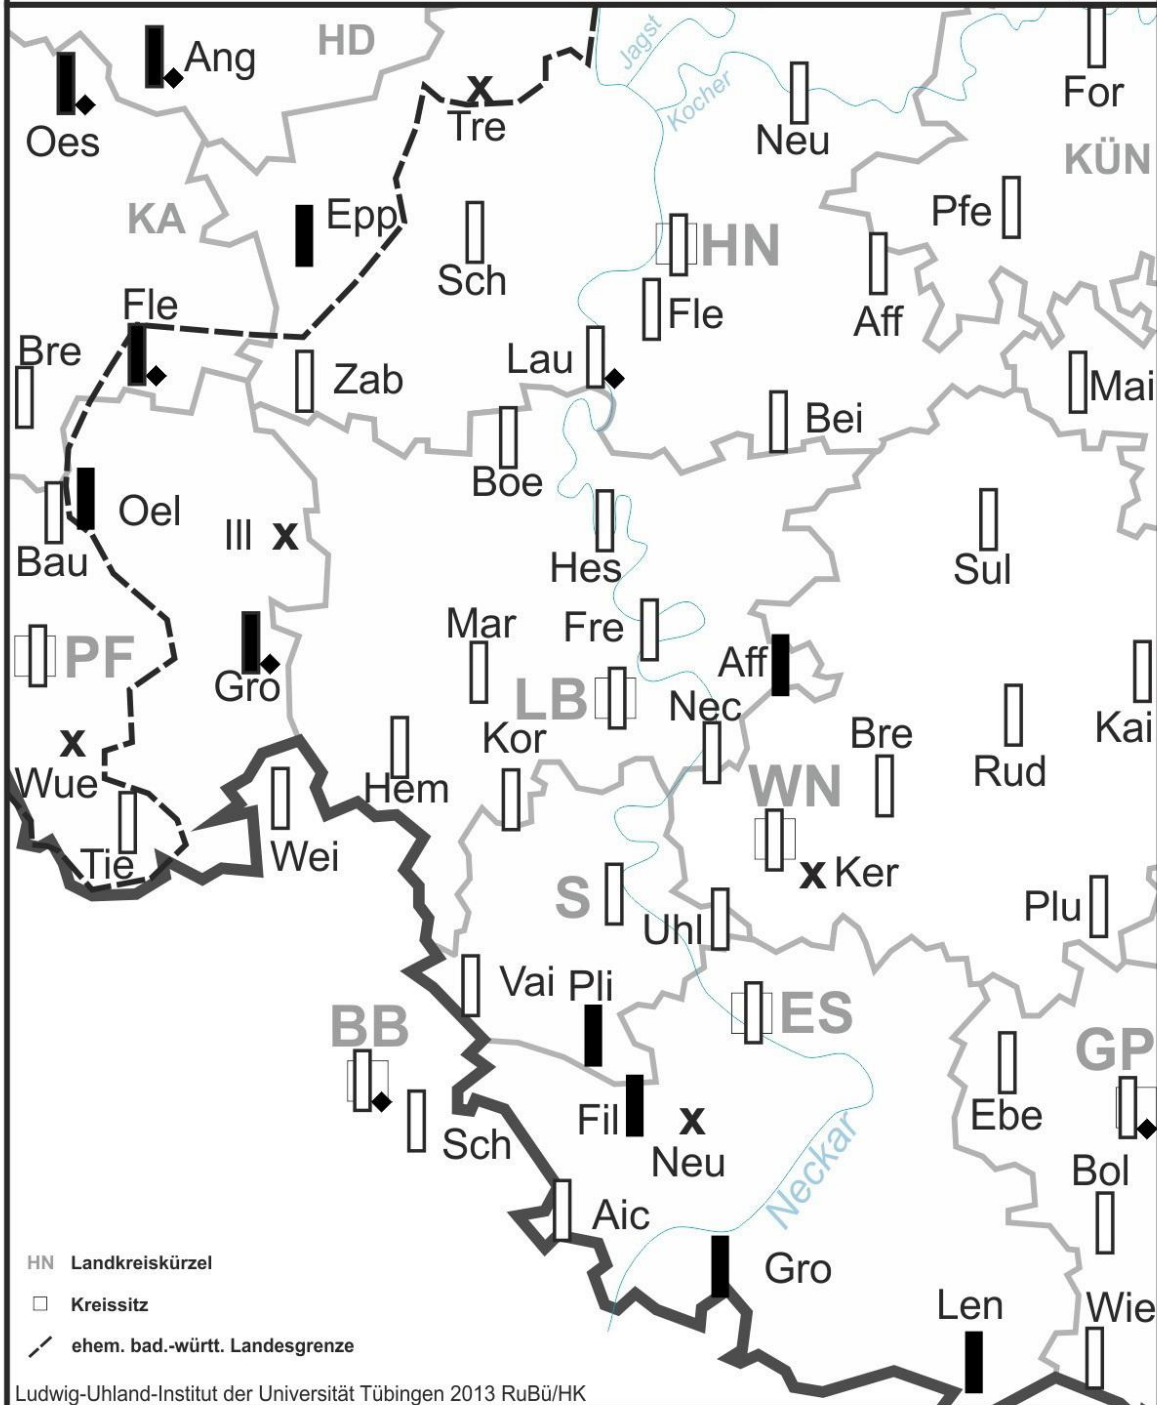 HD
Ang
Oes
Tre
Jagst
Kocher
Neu
For
KÜN
Pfe
KA
Epp
Sch
HN
Fle
Aff
Fle
Bre
Zab
Lau
Mai
Bei
Boe
Oel
Ill
Bau
Hes
Sul
PF
Gro
Mar
Fre
LB
Aff
Nec
Kai
Kor
Bre
Rud
Wue
Hem
WN
Tie
Wei
Ker
S
Uhl
Plu
Vai
Pli
ES
BB
GP
Ebe
Fil
Sch
Neu
Neckar
Bol
Aic
Gro
Len
Wie
HN Landkreiskürzel
Kreissitz
ehem. bad.-württ. Landesgrenze
Ludwig-Uhland-Institut der Universität Tübingen 2013 RuBü/HK